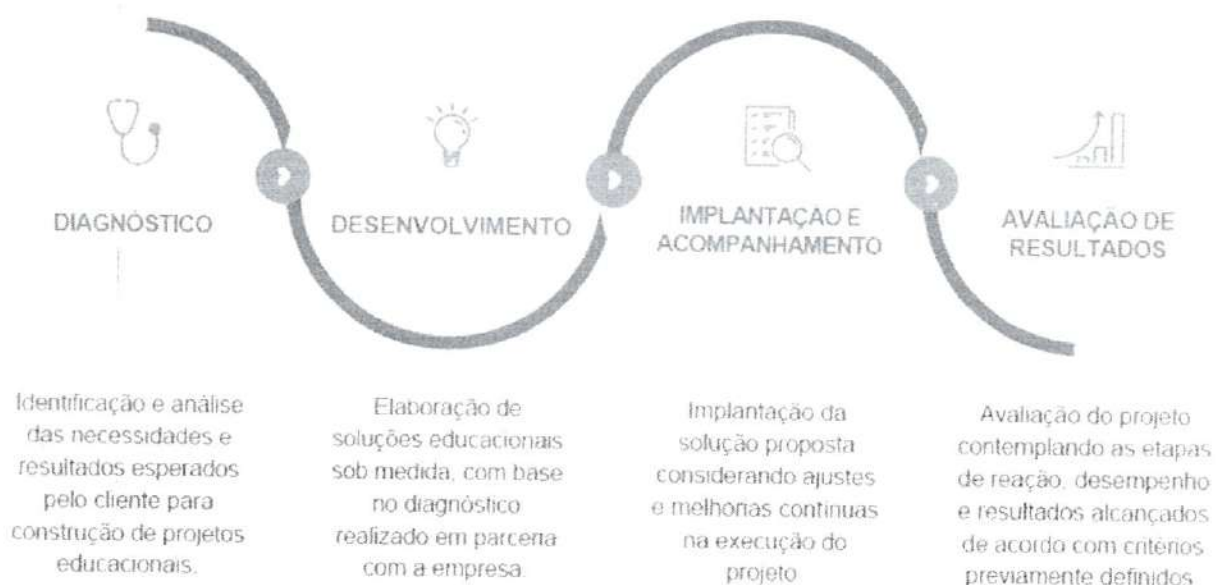 DIAGNÓSTICO
Identificação e análise
das necessidades e
resultados esperados
pelo cliente para
construção de projetos
educacionais.
DESENVOLVIMENTO
Elaboração de
soluções educacionais
sob medida, com base
no diagnóstico
realizado em parceria
com a empresa.
IMPLANTAÇÃO E
ACOMPANHAMENTO
Implantação da
solução proposta
considerando ajustes
e melhorias contínuas
na execução do
projeto
AVALIAÇÃO DE
RESULTADOS
Avaliação do projeto
contemplando as etapas
de reação, desempenho
e resultados alcançados
de acordo com critérios
previamente definidos